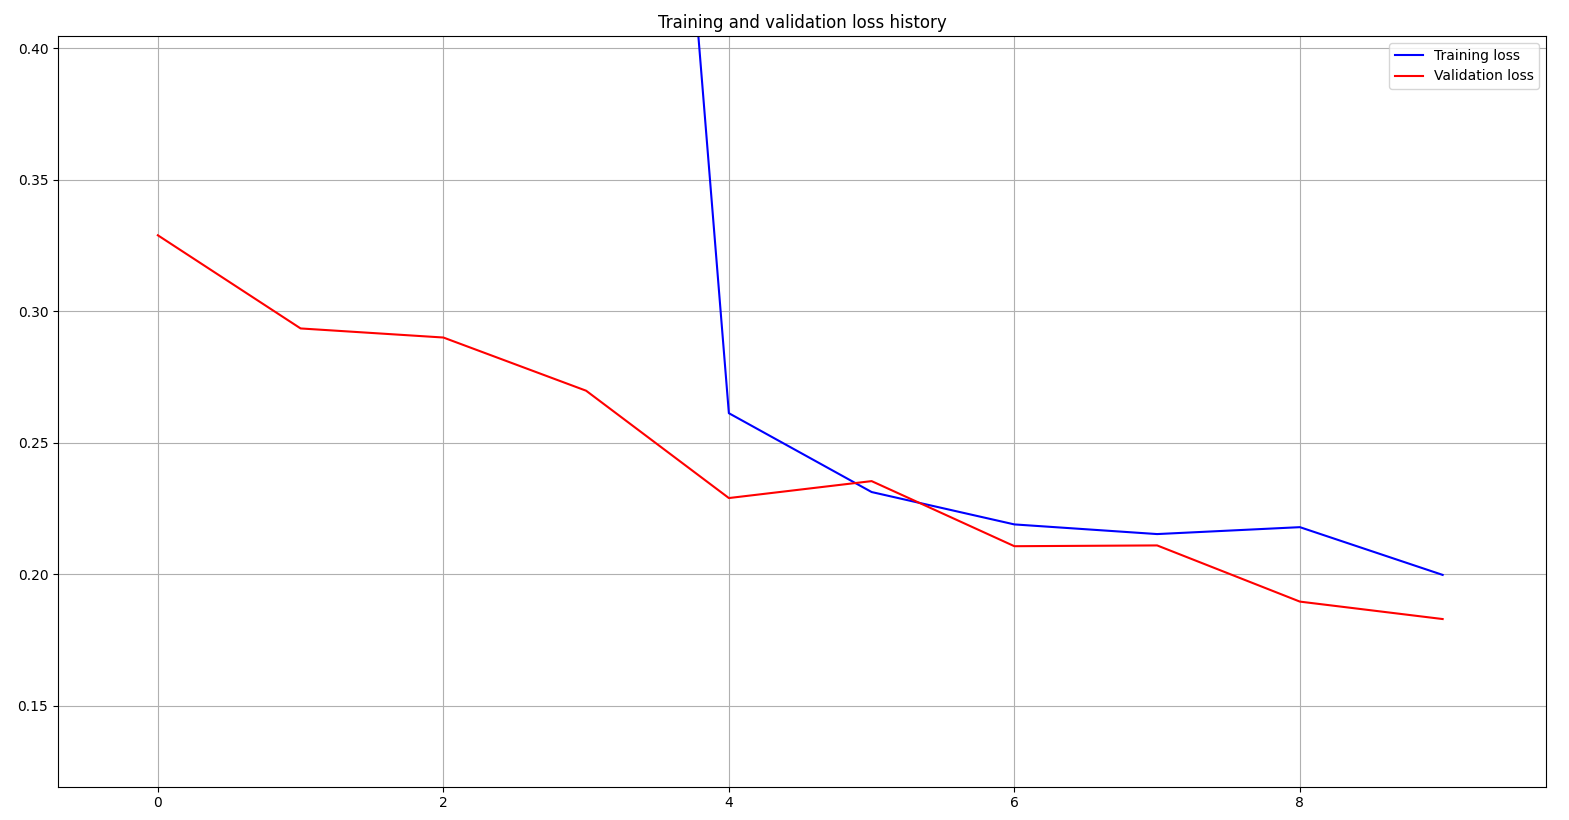 Training and validation loss history
Training loss
Validation loss
0.40
0.35
0.30
0.25
0.20
0.15
0 2 4 6 8